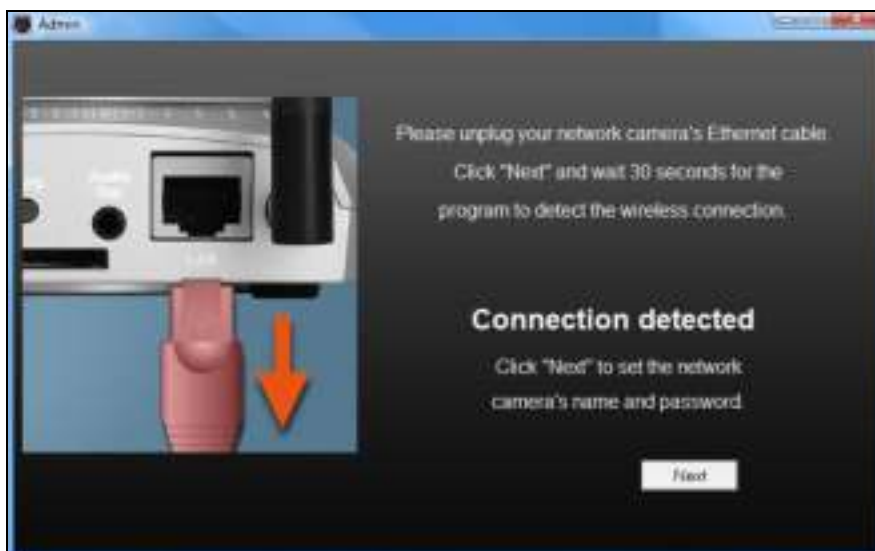 Admin
Please unplug your network camera's Ethernet cable.
Click "Next" and wait 30 seconds for the
program to detect the wireless connection.
LAN
Connection detected
Click "Next" to set the network
camera's name and password.
Next